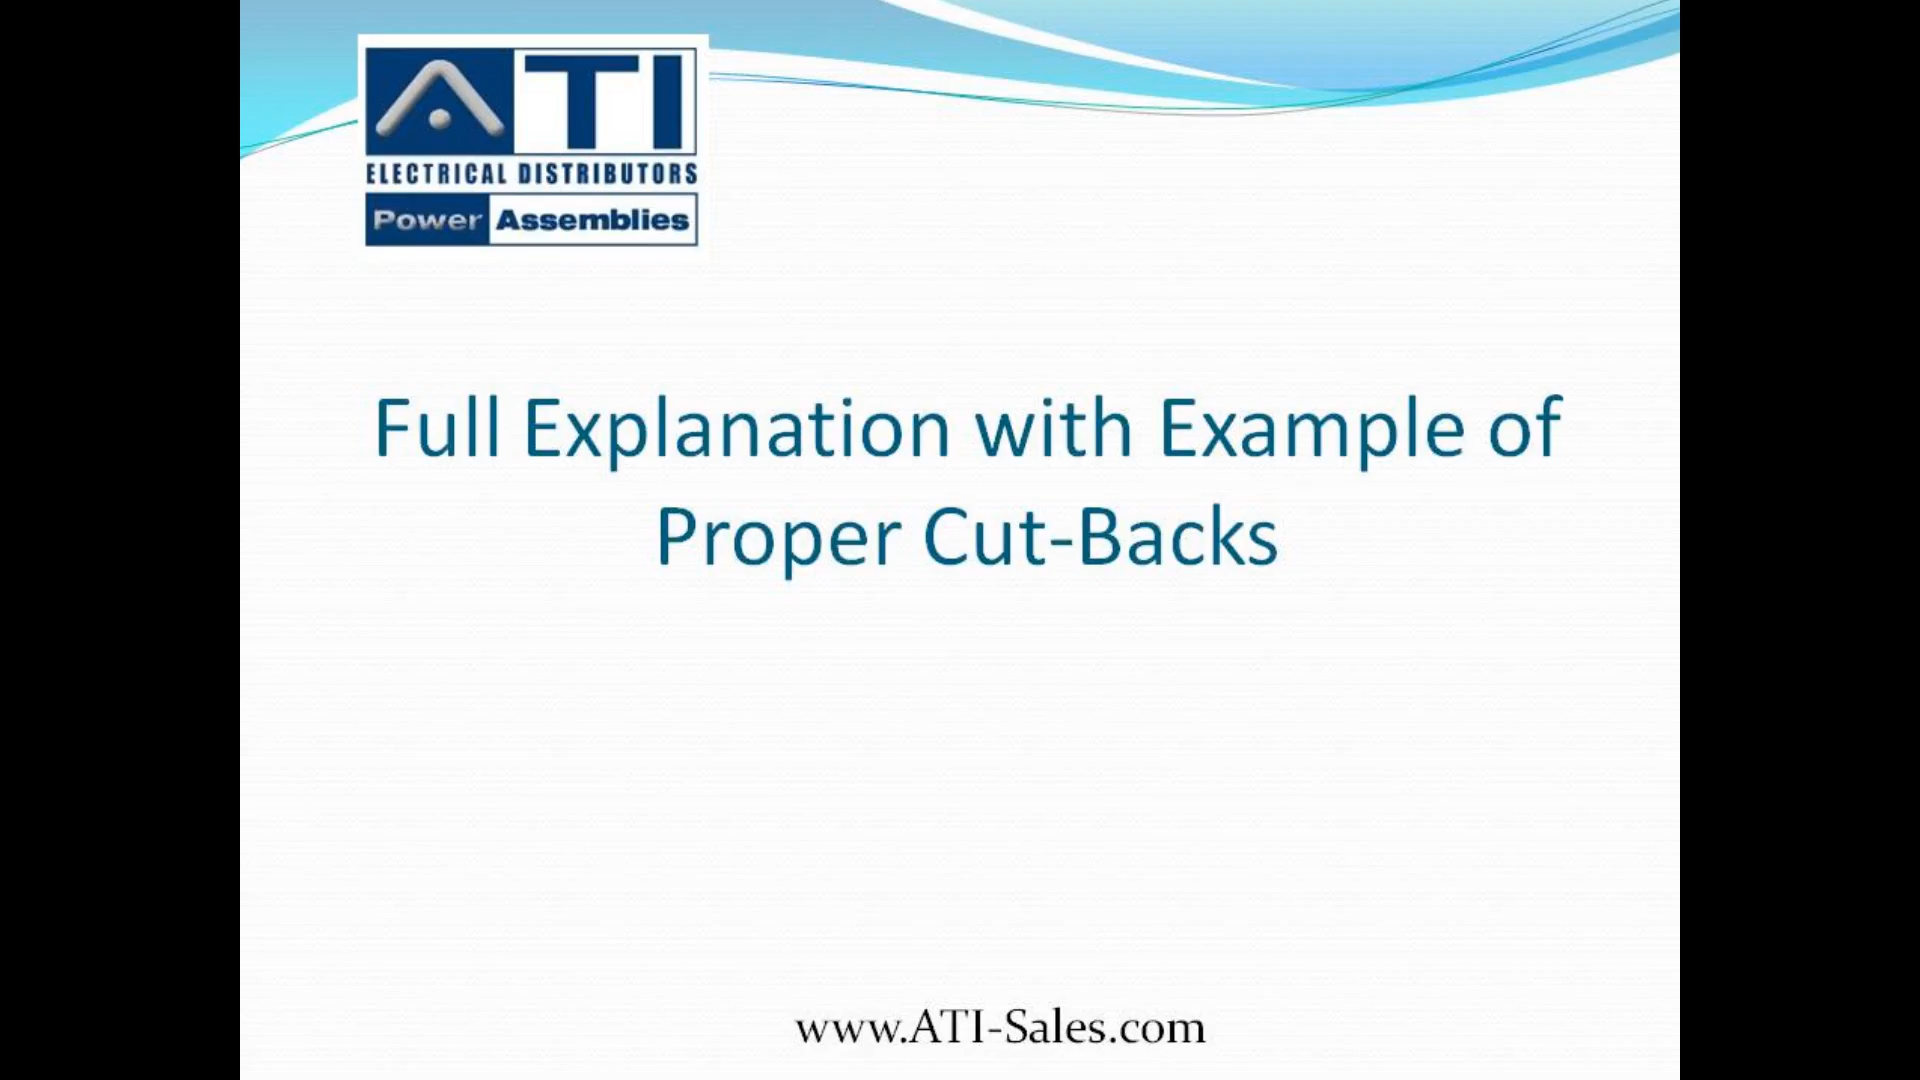 ATI
ELECTRICAL DISTRIBUTORS
Power Assemblies
Full Explanation with Example of
Proper Cut-Backs
www.ATI-Sales.com